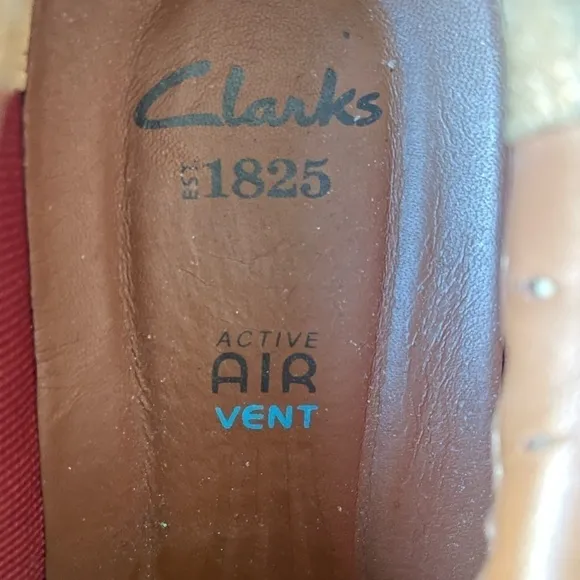 Clarks
EST 1825
ACTIVE
AIR
VENT